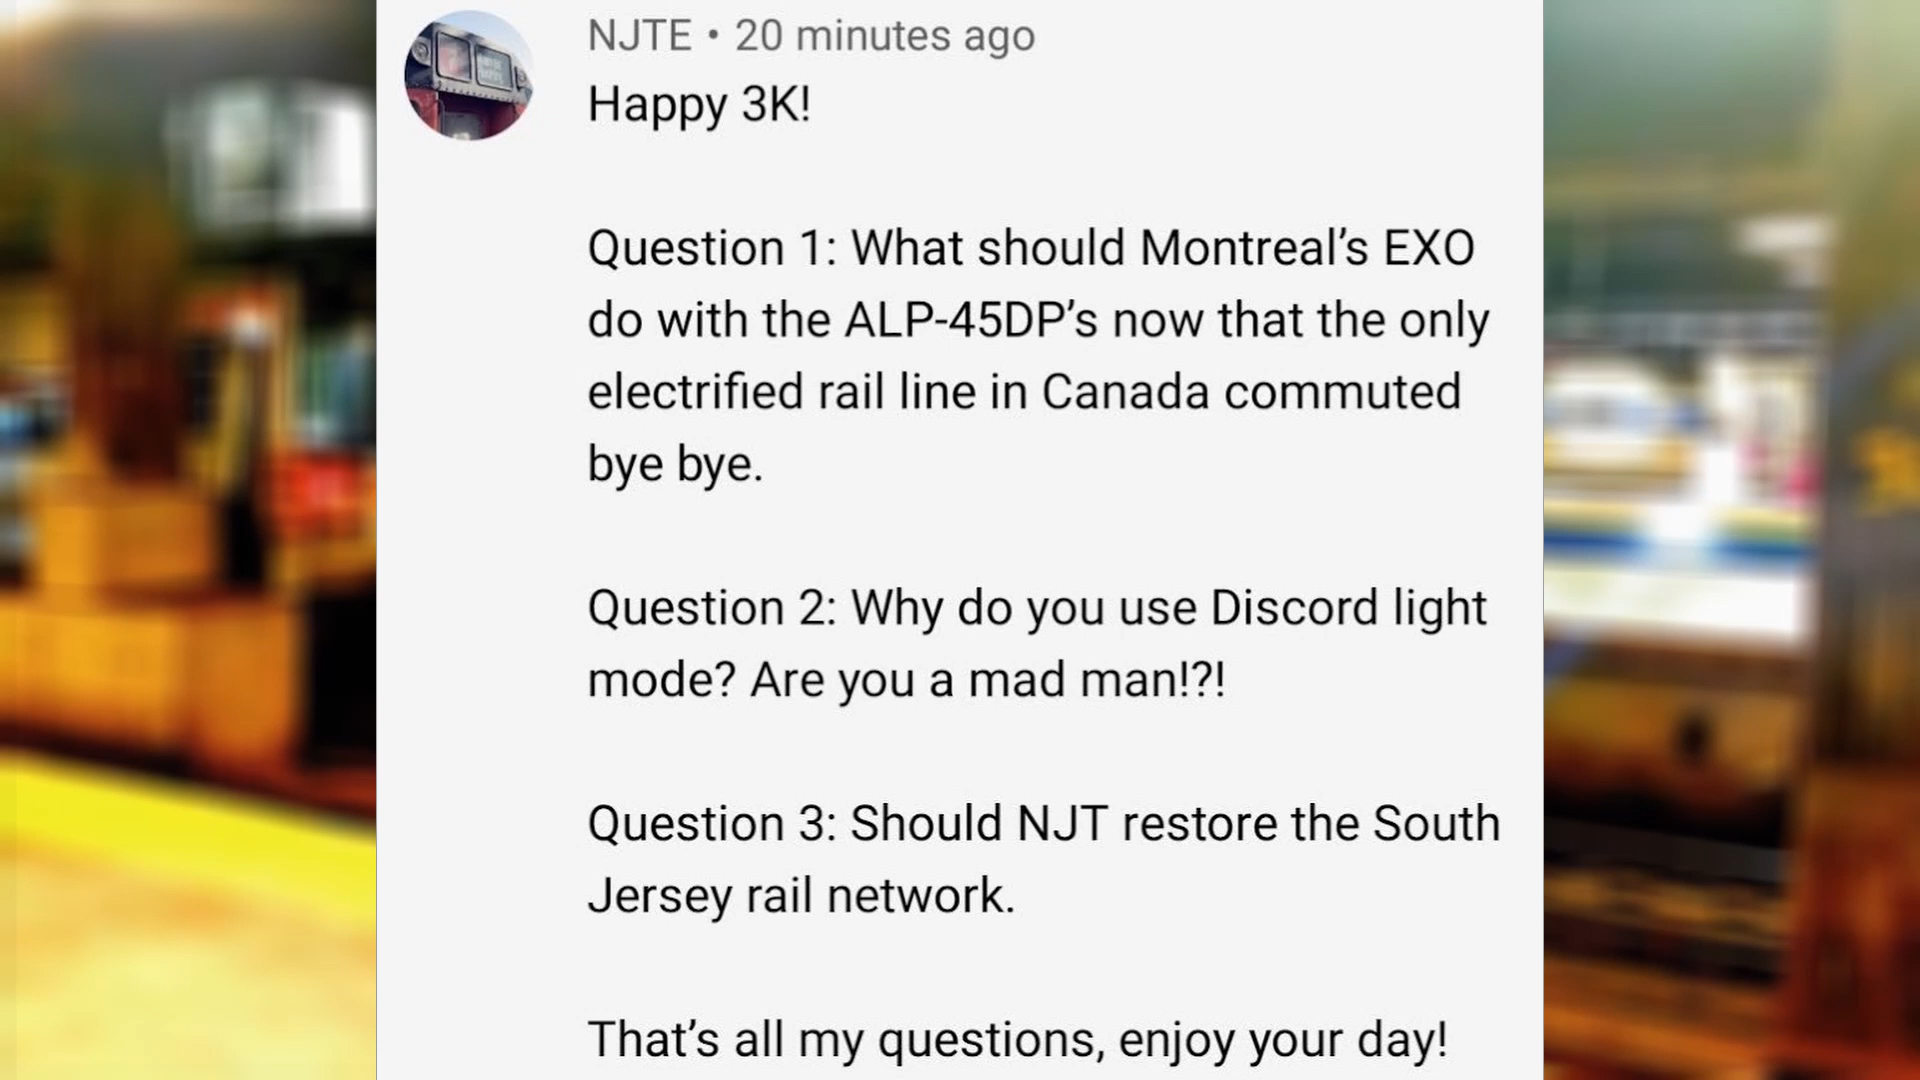 NJTE • 20 minutes ago
Happy 3K!
Question 1: What should Montreal's EXO
do with the ALP-45DP's now that the only
electrified rail line in Canada commuted
bye bye.
Question 2: Why do you use Discord light
mode? Are you a mad man!?!
Question 3: Should NJT restore the South
Jersey rail network.
That's all my questions, enjoy your day!